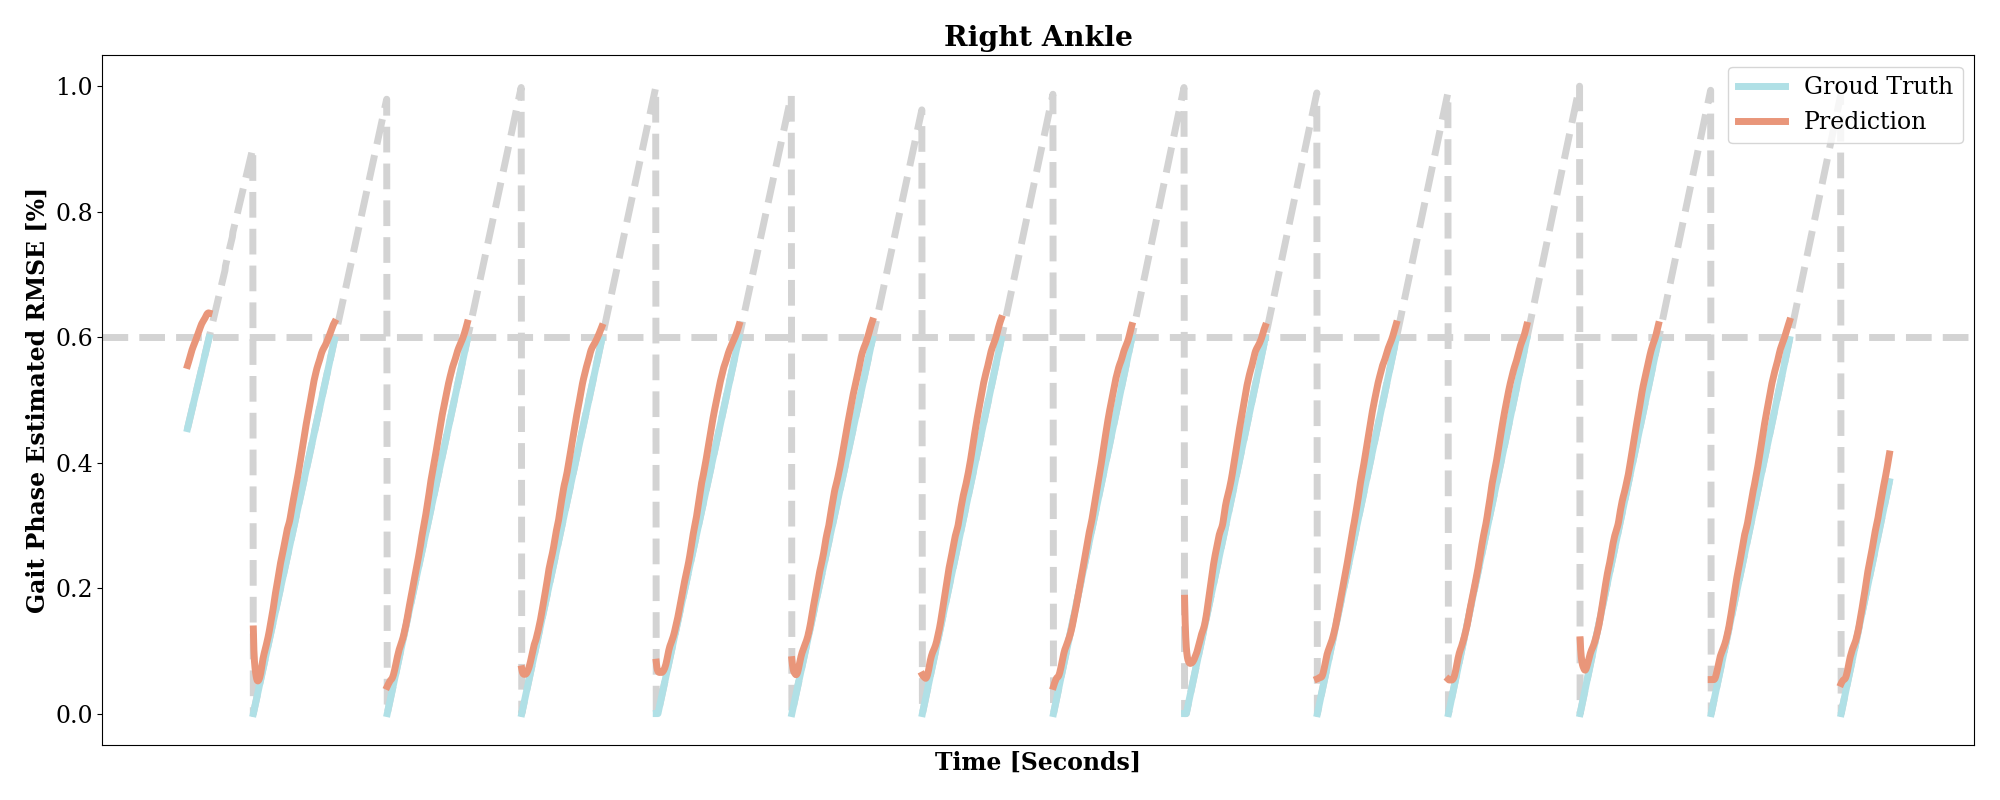 Right Ankle
Groud Truth
Prediction
Gait Phase Estimated RMSE [%]
1.0
0.8
0.6
0.4
0.2
0.0
Time [Seconds]